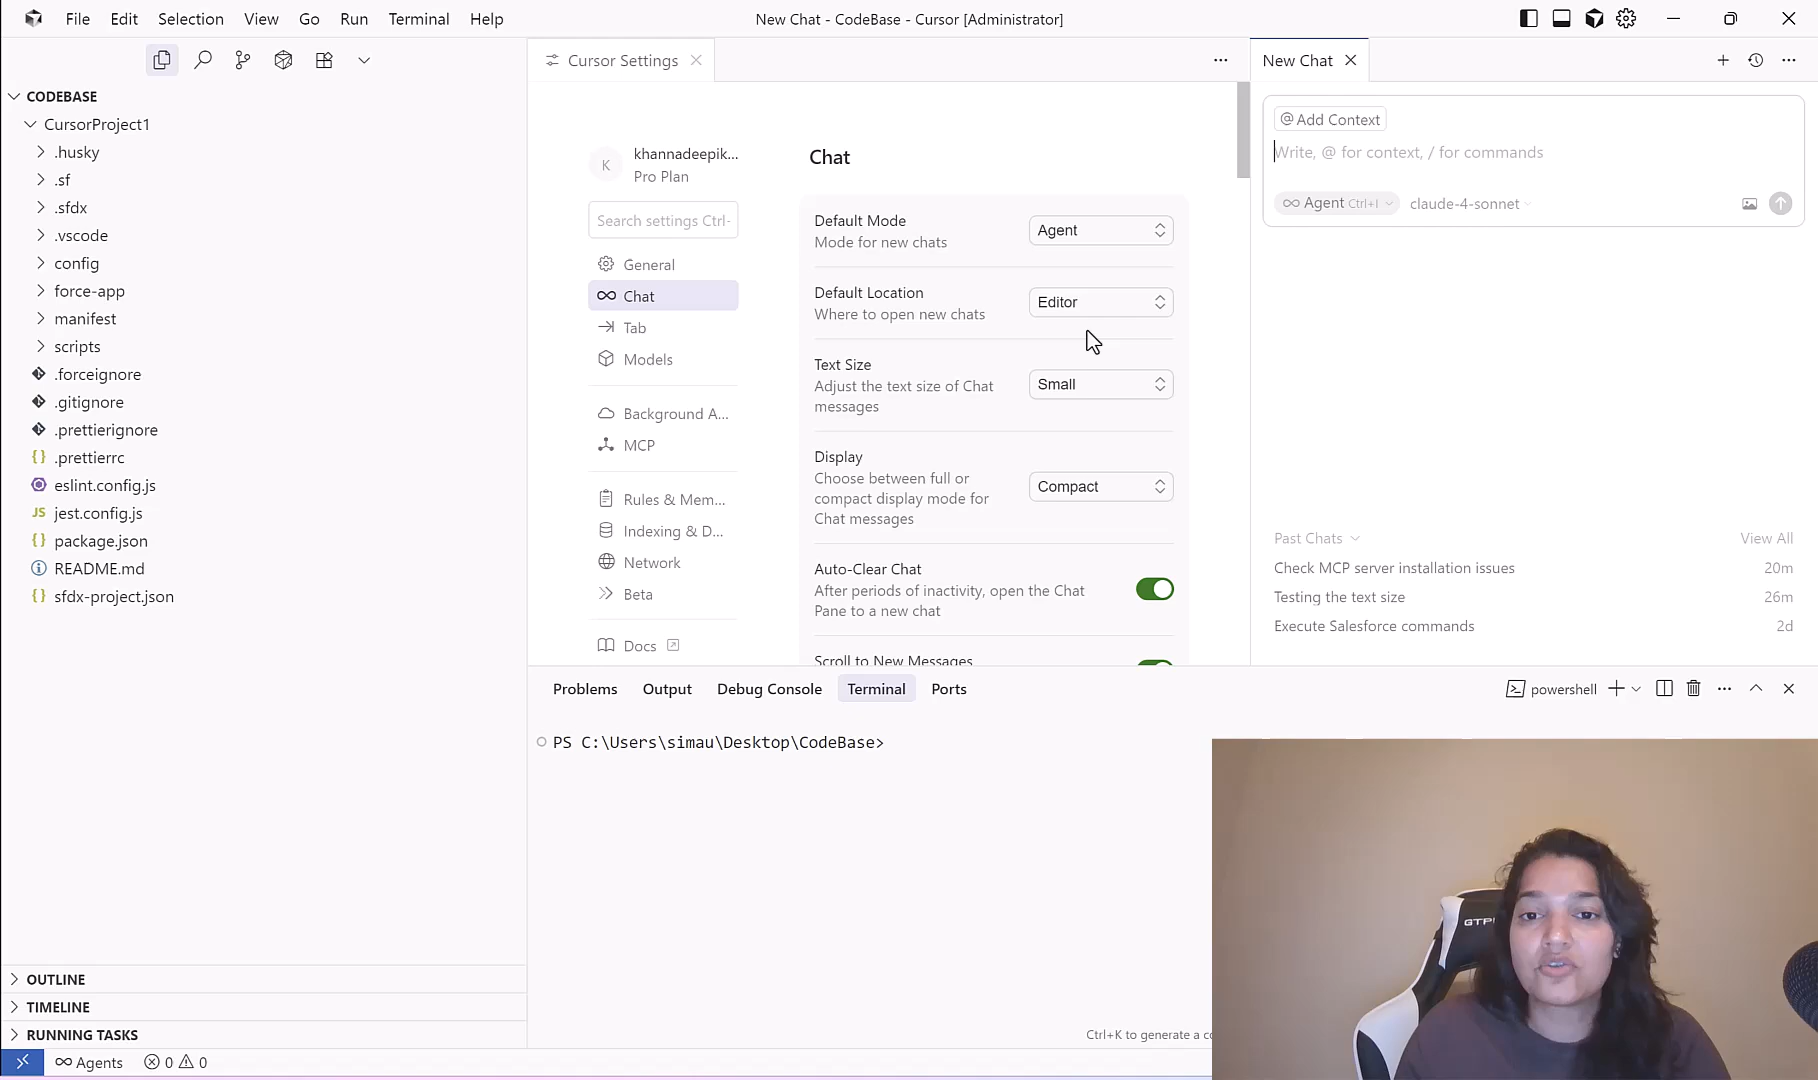 File Edit Selection View Go Run Terminal Help
New Chat - CodeBase - Cursor [Administrator]
CODEBASE
CursorProject1
.husky
.sf
.sfdx
.vscode
config
force-app
manifest
scripts
.forceignore
.gitignore
.prettierignore
.prettierrc
eslint.config.js
jest.config.js
package.json
README.md
sfdx-project.json
OUTLINE
TIMELINE
RUNNING TASKS
Agents 0 0
Cursor Settings
K
khannadeepik...
Pro Plan
Search settings Ctrl-
General
Chat
Tab
Models
Background A...
MCP
Rules & Mem...
Indexing & D...
Network
Beta
Docs
Chat
Default Mode
Mode for new chats
Agent
Default Location
Where to open new chats
Editor
Text Size
Adjust the text size of Chat
messages
Small
Display
Choose between full or
compact display mode for
Chat messages
Compact
Auto-Clear Chat
After periods of inactivity, open the Chat
Pane to a new chat
Scroll to New Messages
New Chat
@ Add Context
Write, @ for context, / for commands
Agent Ctrl+I claude-4-sonnet
Past Chats View All
Check MCP server installation issues 20m
Testing the text size 26m
Execute Salesforce commands 2d
Problems Output Debug Console Terminal Ports
powershell
PS C:\Users\simau\Desktop\CodeBase>
Ctrl+K to generate a co